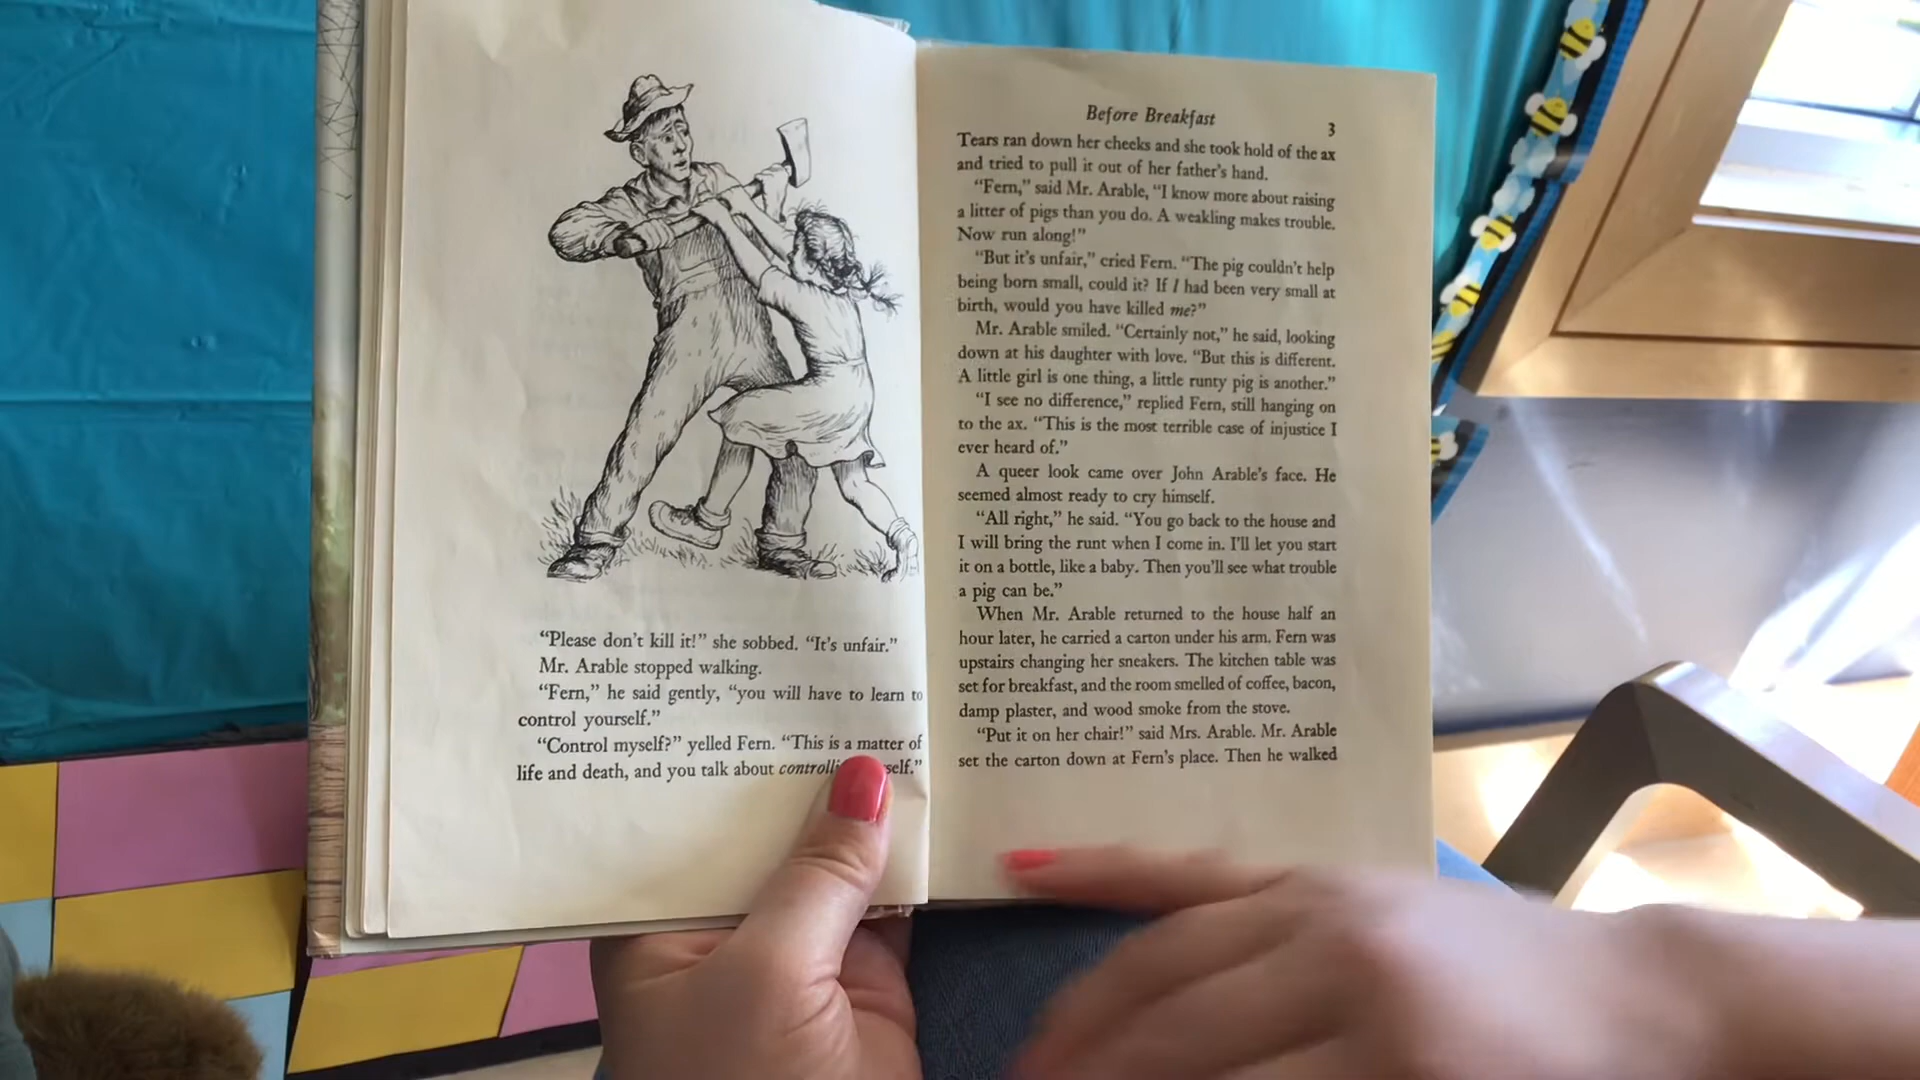 “Please don’t kill it!” she sobbed. “It’s unfair.”
Mr. Arable stopped walking.
“Fern,” he said gently, “you will have to learn to
control yourself.”
“Control myself?” yelled Fern. “This is a matter of
life and death, and you talk about
Before Breakfast
3
Tears ran down her cheeks and she took hold of the ax
and tried to pull it out of her father’s hand.
“Fern,” said Mr. Arable, “I know more about raising
a litter of pigs than you do. A weakling makes trouble.
Now run along!”
“But it’s unfair,” cried Fern. “The pig couldn’t help
being born small, could it? If I had been very small at
birth, would you have killed me?”
Mr. Arable smiled. “Certainly not,” he said, looking
down at his daughter with love. “But this is different.
A little girl is one thing, a little runty pig is another.”
“I see no difference,” replied Fern, still hanging on
to the ax. “This is the most terrible case of injustice I
ever heard of.”
A queer look came over John Arable’s face. He
seemed almost ready to cry himself.
“All right,” he said. “You go back to the house and
I will bring the runt when I come in. I’ll let you start
it on a bottle, like a baby. Then you’ll see what trouble
a pig can be.”
When Mr. Arable returned to the house half an
hour later, he carried a carton under his arm. Fern was
upstairs changing her sneakers. The kitchen table was
set for breakfast, and the room smelled of coffee, bacon,
damp plaster, and wood smoke from the stove.
“Put it on her chair!” said Mrs. Arable. Mr. Arable
set the carton down at Fern’s place. Then he walked